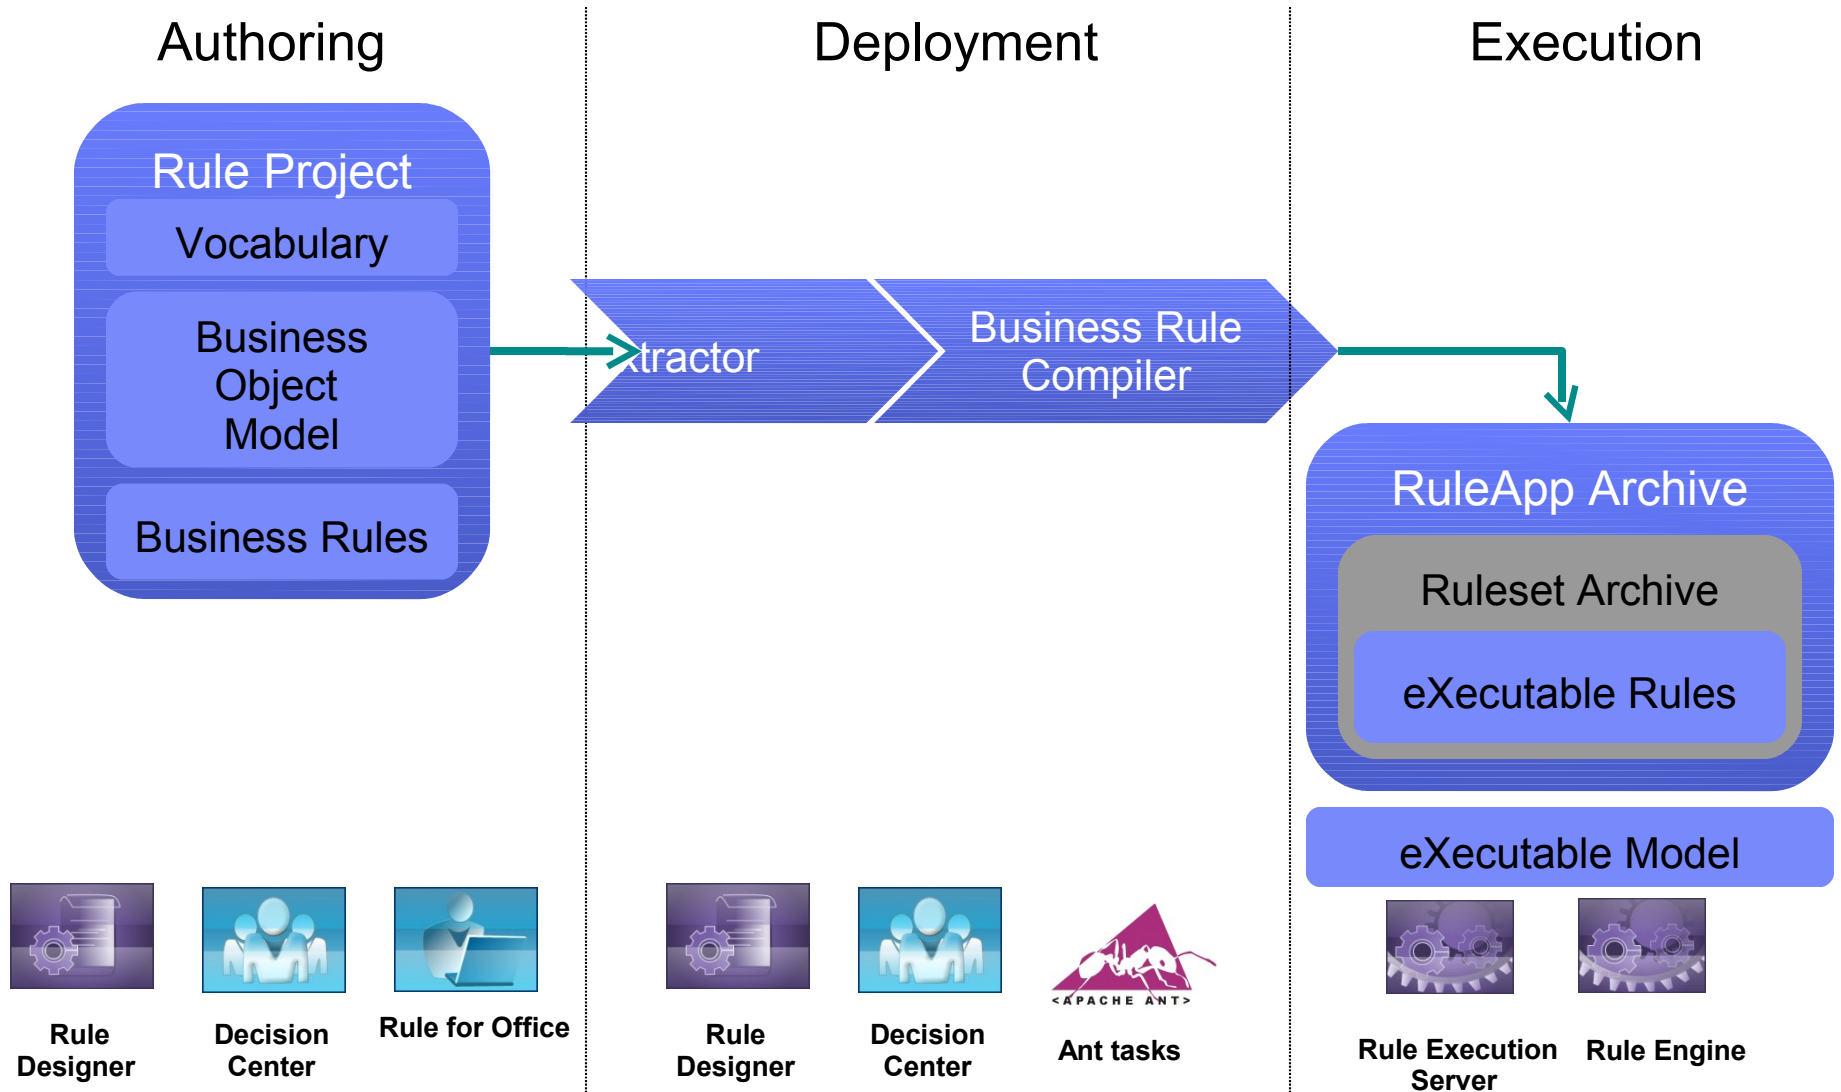 Authoring
Deployment
Execution
Rule Project
Vocabulary
Business
Object
Model
Business Rules
xtractor
Business Rule
Compiler
RuleApp Archive
Ruleset Archive
eXecutable Rules
eXecutable Model
Rule
Designer
Decision
Center
Rule for Office
Rule
Designer
Decision
Center
<APACHE ANT>
Ant tasks
Rule Execution
Server
Rule Engine